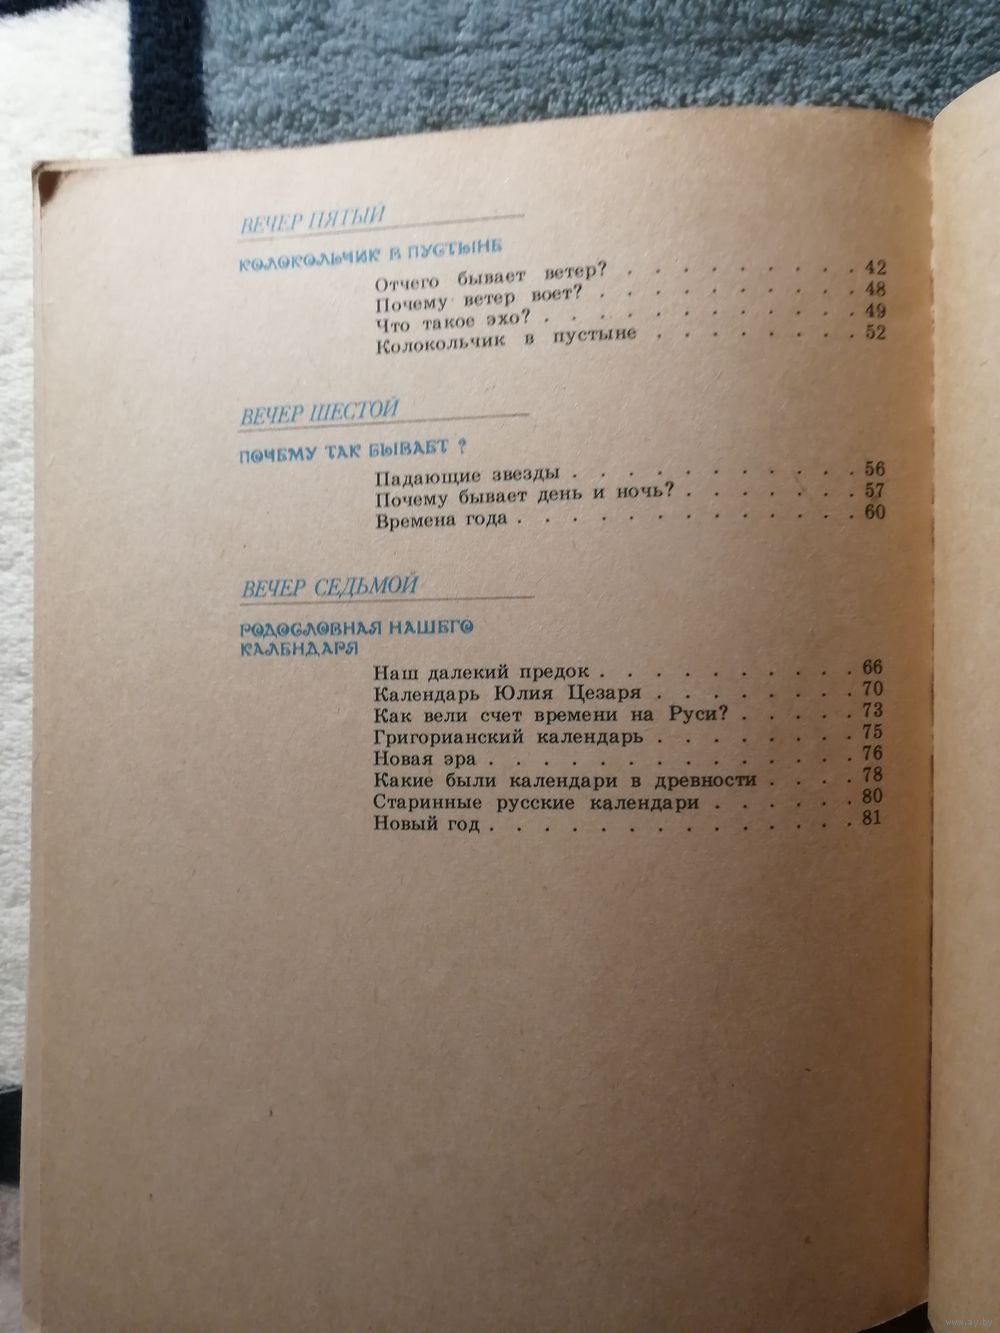 ВЕЧЕР ПЯТЫЙ
КОЛОКОЛЬЧИК В ПУСТЫНЕ
Отчего бывает ветер? . . . . . . . . . 42
Почему ветер воет? . . . . . . . . . . 48
Что такое эхо? . . . . . . . . . . . . 49
Колокольчик в пустыне . . . . . . . . 52
ВЕЧЕР ШЕСТОЙ
ПОЧЕМУ ТАК БЫВАЕТ ?
Падающие звезды . . . . . . . . . . . 56
Почему бывает день и ночь? . . . . . . . 57
Времена года . . . . . . . . . . . . . 60
ВЕЧЕР СЕДЬМОЙ
РОДОСЛОВНАЯ НАШЕГО
КАЛЕНДАРЯ
Наш далекий предок . . . . . . . . . . 66
Календарь Юлия Цезаря . . . . . . . . 70
Как вели счет времени на Руси? . . . . . 73
Григорианский календарь . . . . . . . . 75
Новая эра . . . . . . . . . . . . . . 76
Какие были календари в древности . . . . 78
Старинные русские календари . . . . . . 80
Новый год . . . . . . . . . . . . . . 81
www.ay.by